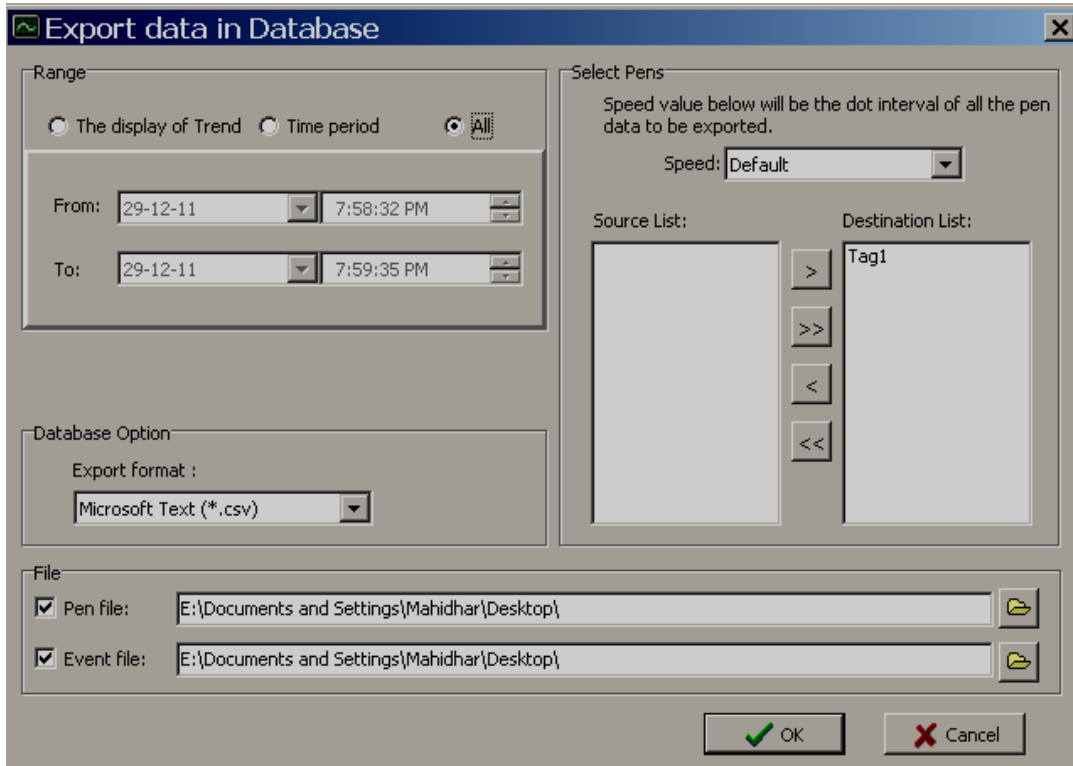 Export data in Database
Range
The display of Trend
Time period
All
From: 29-12-11 7:58:32 PM
To: 29-12-11 7:59:35 PM
Database Option
Export format :
Microsoft Text (*.csv)
Select Pens
Speed value below will be the dot interval of all the pen
data to be exported.
Speed: Default
Source List:
Destination List:
Tag1
>
>>
<
<<
File
Pen file: E:\Documents and Settings\Mahidhar\Desktop\
Event file: E:\Documents and Settings\Mahidhar\Desktop\
OK
Cancel